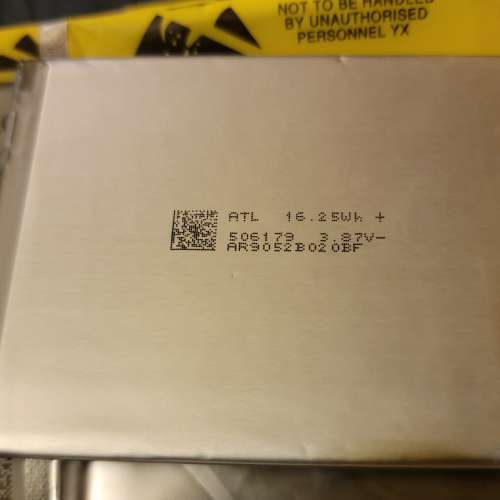 NOT TO BE HANDLED
BY UNAUTHORISED
PERSONNEL YX
ATL 16.25Wh +
506179 3.87V-
AR9052B020BF